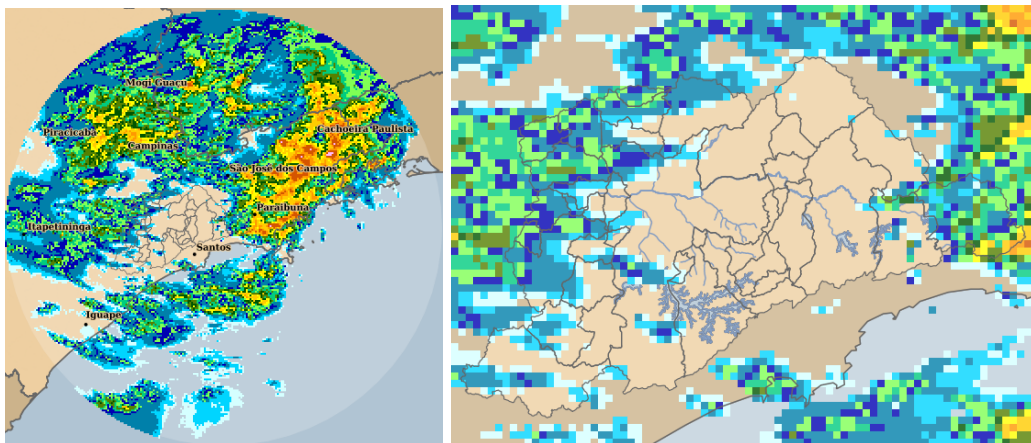 Mogi Guaçu
Piracicaba
Cachoeira Paulista
Campinas
São José dos Campos
Paraibuna
Itapetininga
Santos
Iguape